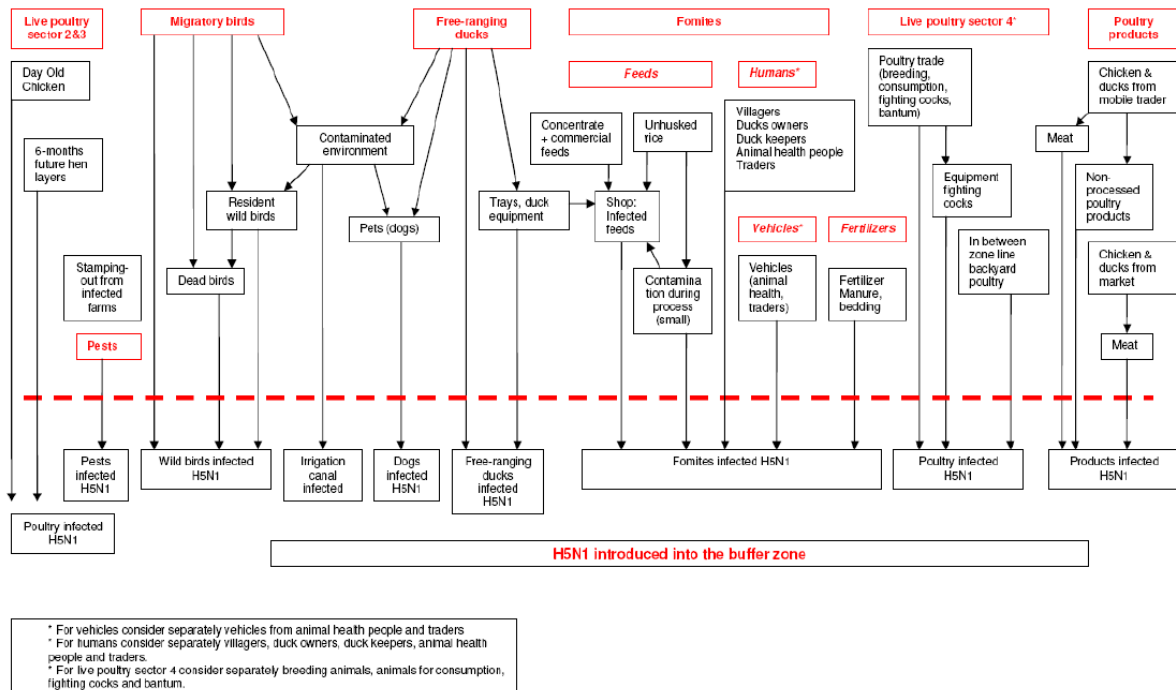 Live poultry
sector 2&3
Migratory birds
Free-ranging
ducks
Fomites
Live poultry sector 4*
Poultry
products
Day Old
Chicken
6-months
future hen
layers
Stamping-
out from
infected
farms
Pests
Contaminated
environment
Resident
wild birds
Dead birds
Pets (dogs)
Trays, duck
equipment
Feeds
Concentrate
+ commercial
feeds
Unhusked
rice
Shop:
Infected
feeds
Contamina
tion during
process
(small)
Humans*
Villagers
Ducks owners
Duck keepers
Animal health people
Traders
Vehicles*
Vehicles
(animal
health,
traders)
Fertilizers
Fertilizer
Manure,
bedding
Poultry trade
(breeding,
consumption,
fighting cocks,
bantum)
Equipment
fighting
cocks
In between
zone line
backyard
poultry
Chicken &
ducks from
mobile trader
Meat
Non-
processed
poultry
products
Chicken &
ducks from
market
Meat
Pests
infected
H5N1
Wild birds infected
H5N1
Irrigation
canal
infected
Dogs
infected
H5N1
Free-ranging
ducks
infected
H5N1
Fomites infected H5N1
Poultry infected
H5N1
Products infected
H5N1
Poultry infected
H5N1
H5N1 introduced into the buffer zone
* For vehicles consider separately vehicles from animal health people and traders
* For humans consider separately villagers, duck owners, duck keepers, animal health
people and traders.
* For live poultry sector 4 consider separately breeding animals, animals for consumption,
fighting cocks and bantum.